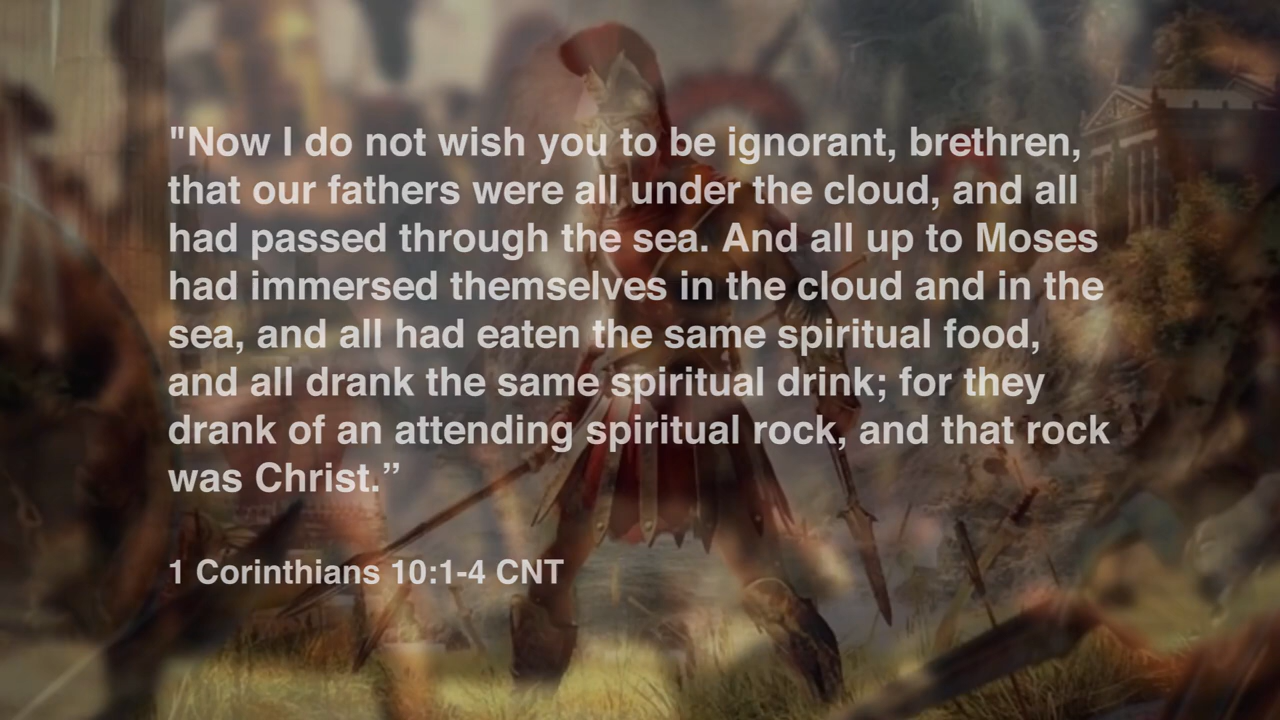 "Now I do not wish you to be ignorant, brethren,
that our fathers were all under the cloud, and all
had passed through the sea. And all up to Moses
had immersed themselves in the cloud and in the
sea, and all had eaten the same spiritual food,
and all drank the same spiritual drink; for they
drank of an attending spiritual rock, and that rock
was Christ.”
1 Corinthians 10:1-4 CNT